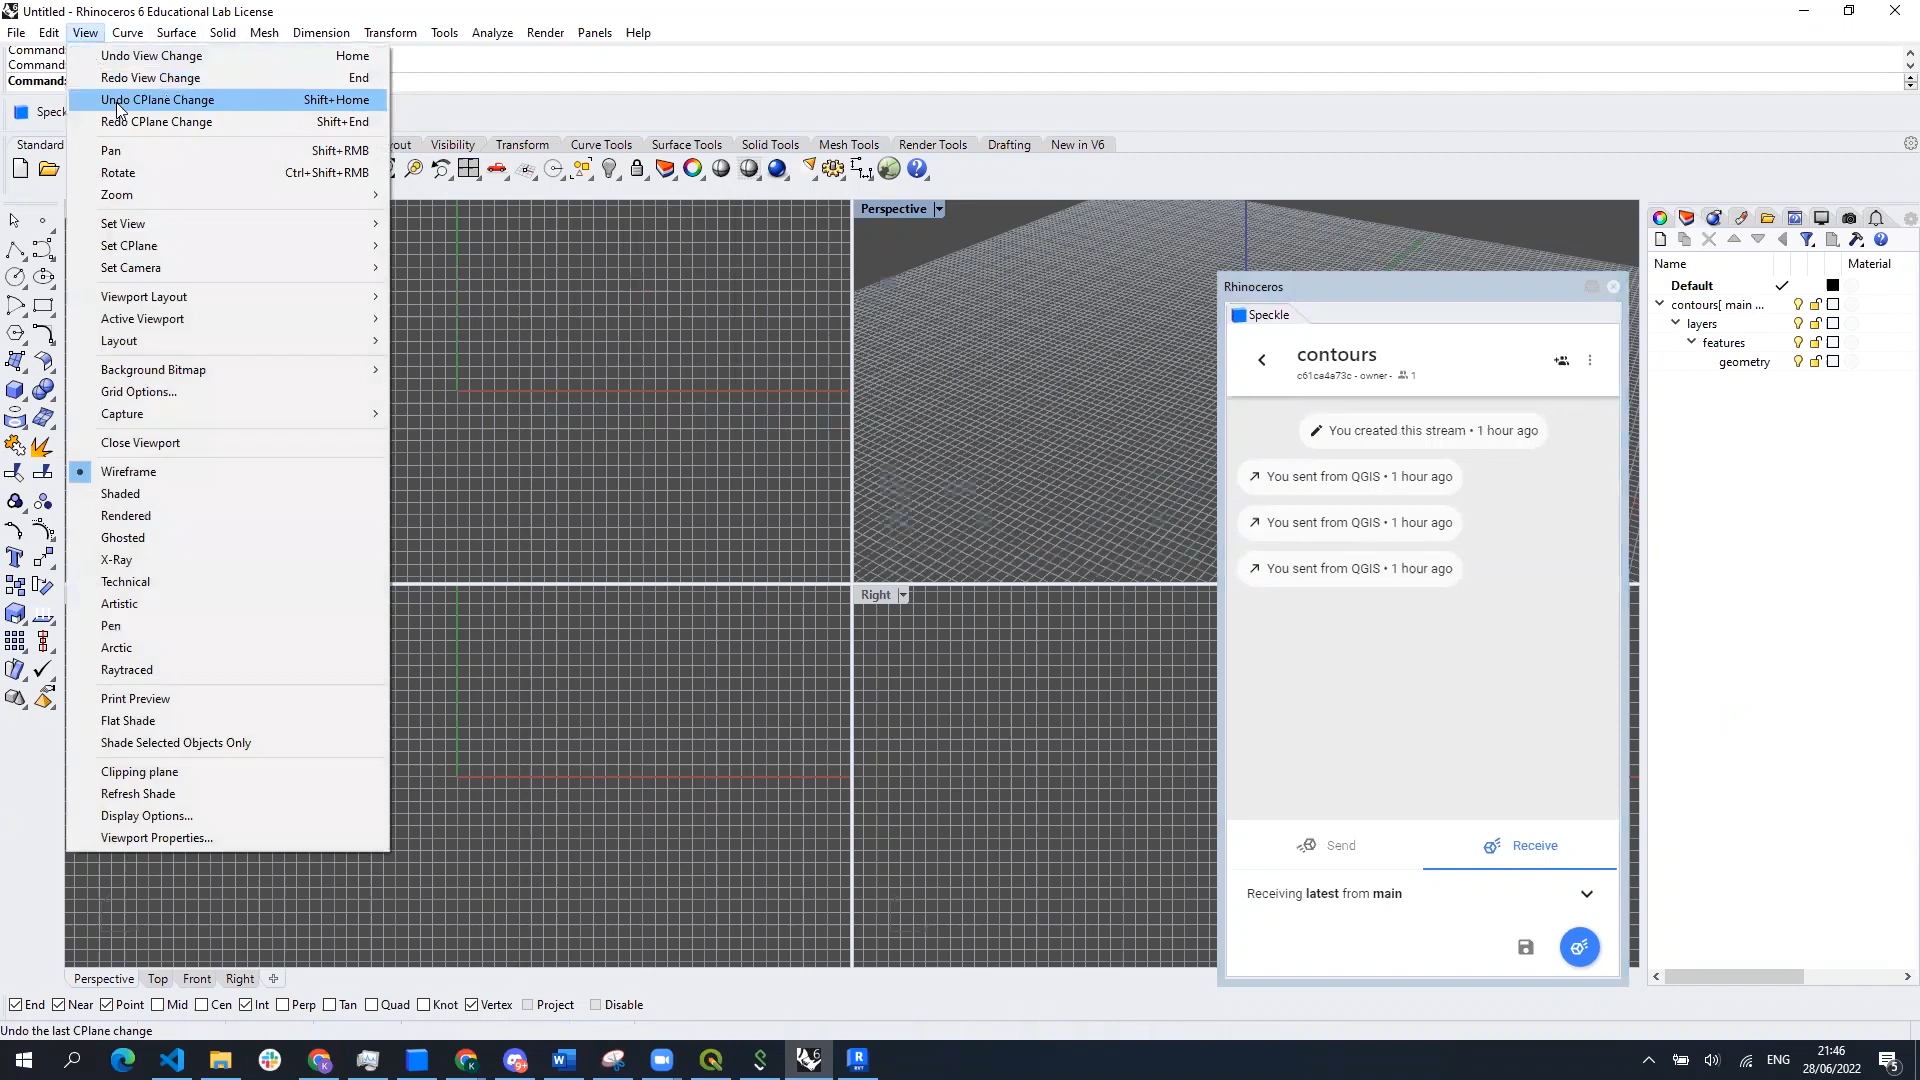 Untitled - Rhinoceros 6 Educational Lab License
File Edit View Curve Surface Solid Mesh Dimension Transform Tools Analyze Render Panels Help
Command:
Command:
Command:
Undo View Change Home
Redo View Change End
Undo CPlane Change Shift+Home
Redo CPlane Change Shift+End
Pan Shift+RMB
Rotate Ctrl+Shift+RMB
Zoom
Set View
Set CPlane
Set Camera
Viewport Layout
Active Viewport
Layout
Background Bitmap
Grid Options...
Capture
Close Viewport
Wireframe
Shaded
Rendered
Ghosted
X-Ray
Technical
Artistic
Pen
Arctic
Raytraced
Print Preview
Flat Shade
Shade Selected Objects Only
Clipping plane
Refresh Shade
Display Options...
Viewport Properties...
Speck
Standard out Visibility Transform Curve Tools Surface Tools Solid Tools Mesh Tools Render Tools Drafting New in V6
Perspective
Right
Rhinoceros
Speckle
contours
c61ca4a73c - owner - 1
You created this stream • 1 hour ago
You sent from QGIS • 1 hour ago
You sent from QGIS • 1 hour ago
You sent from QGIS • 1 hour ago
Send Receive
Receiving latest from main
Name Material
Default
contours[ main ...
layers
features
geometry
Perspective Top Front Right
End Near Point Mid Cen Int Perp Tan Quad Knot Vertex Project Disable
Undo the last CPlane change
ENG
21:46
28/06/2022
5